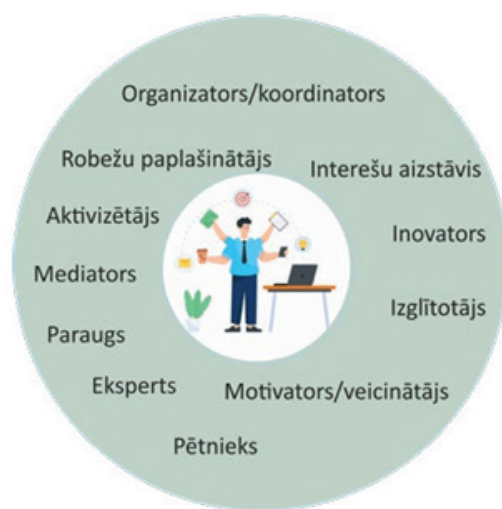 Organizators/koordinators
Robežu paplašinātājs
Interešu aizstāvis
Aktivizētājs
Inovators
Mediators
Izglītotājs
Paraugs
Eksperts
Motivators/veicinātājs
Pētnieks